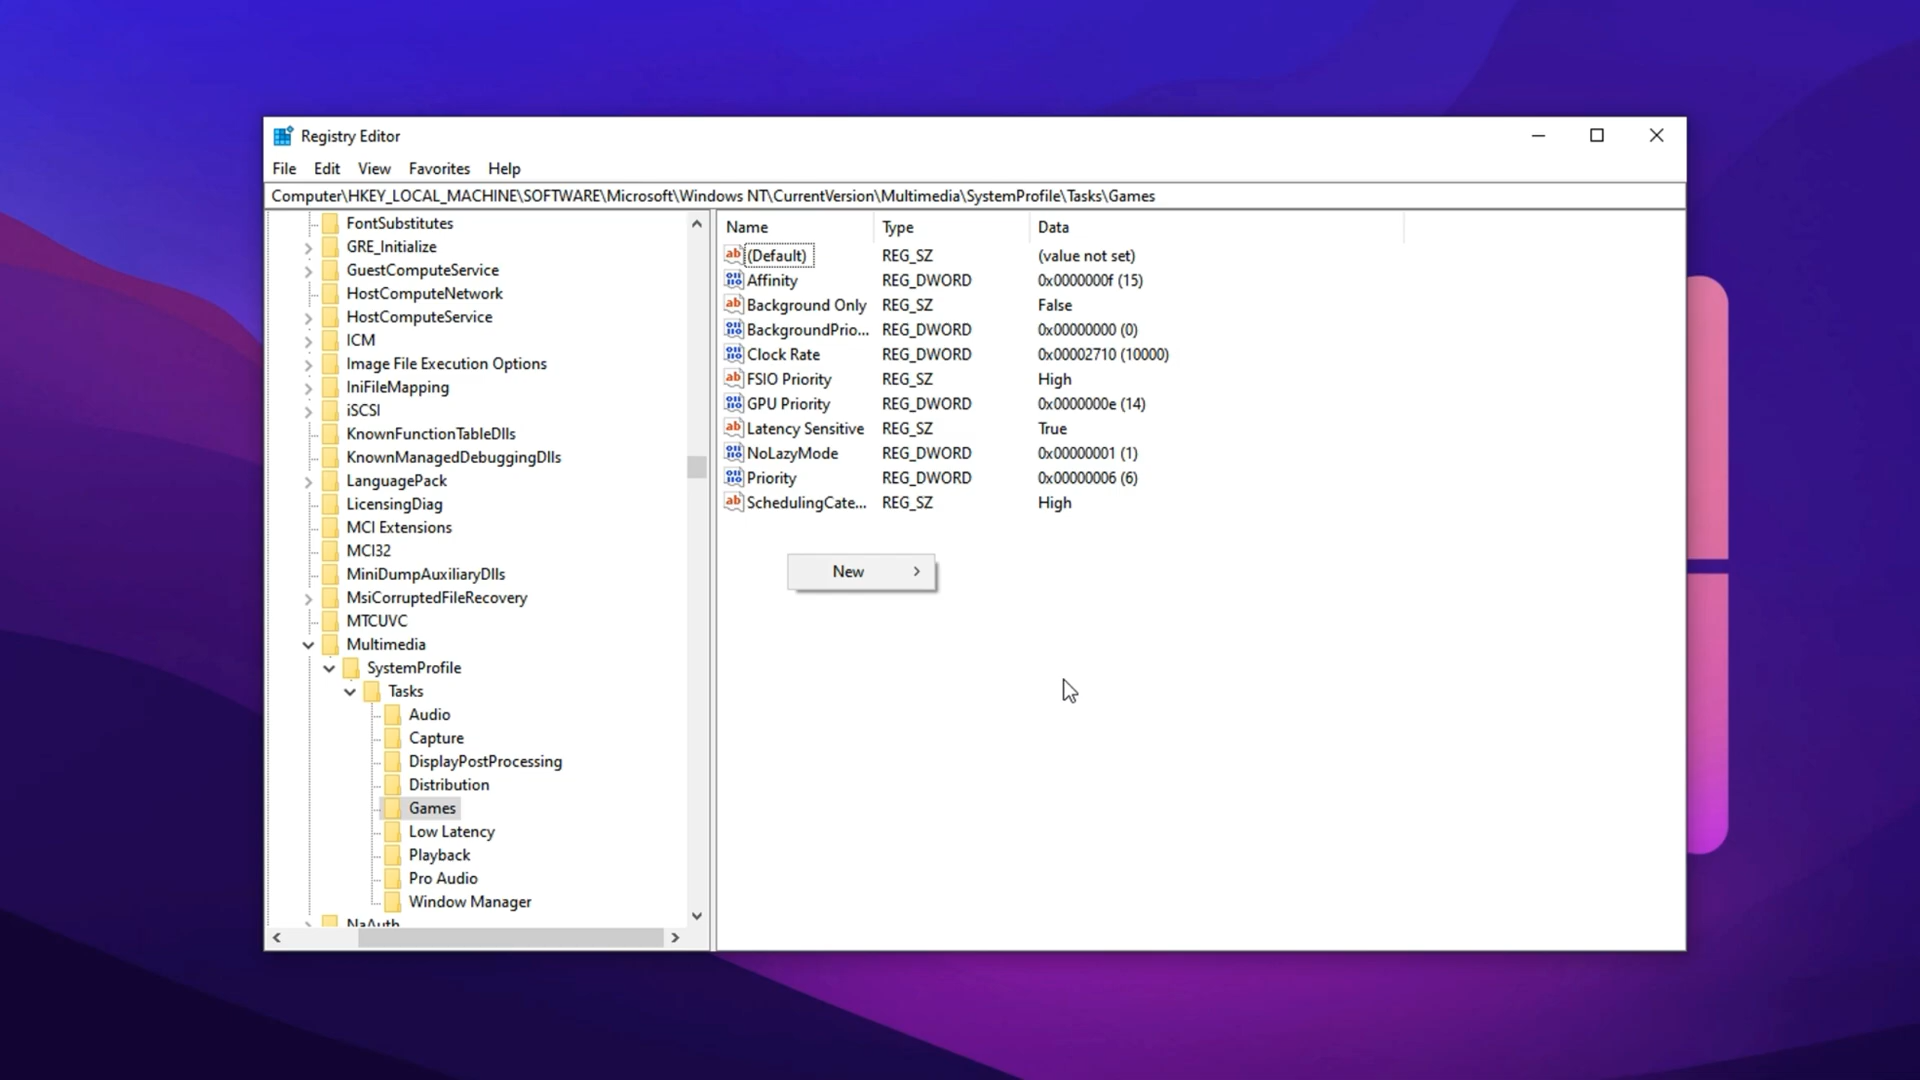 Registry Editor
File Edit View Favorites Help
Computer\HKEY_LOCAL_MACHINE\SOFTWARE\Microsoft\Windows NT\CurrentVersion\Multimedia\SystemProfile\Tasks\Games
FontSubstitutes
GRE_Initialize
GuestComputeService
HostComputeNetwork
HostComputeService
ICM
Image File Execution Options
IniFileMapping
iSCSI
KnownFunctionTableDlls
KnownManagedDebuggingDlls
LanguagePack
LicensingDiag
MCI Extensions
MCI32
MiniDumpAuxiliaryDlls
MsiCorruptedFileRecovery
MTCUVC
Multimedia
SystemProfile
Tasks
Audio
Capture
DisplayPostProcessing
Distribution
Games
Low Latency
Playback
Pro Audio
Window Manager
NaAuth
Name Type Data
(Default) REG_SZ (value not set)
Affinity REG_DWORD 0x0000000f (15)
Background Only REG_SZ False
BackgroundPrio... REG_DWORD 0x00000000 (0)
Clock Rate REG_DWORD 0x00002710 (10000)
FSIO Priority REG_SZ High
GPU Priority REG_DWORD 0x0000000e (14)
Latency Sensitive REG_SZ True
NoLazyMode REG_DWORD 0x00000001 (1)
Priority REG_DWORD 0x00000006 (6)
SchedulingCate... REG_SZ High
New